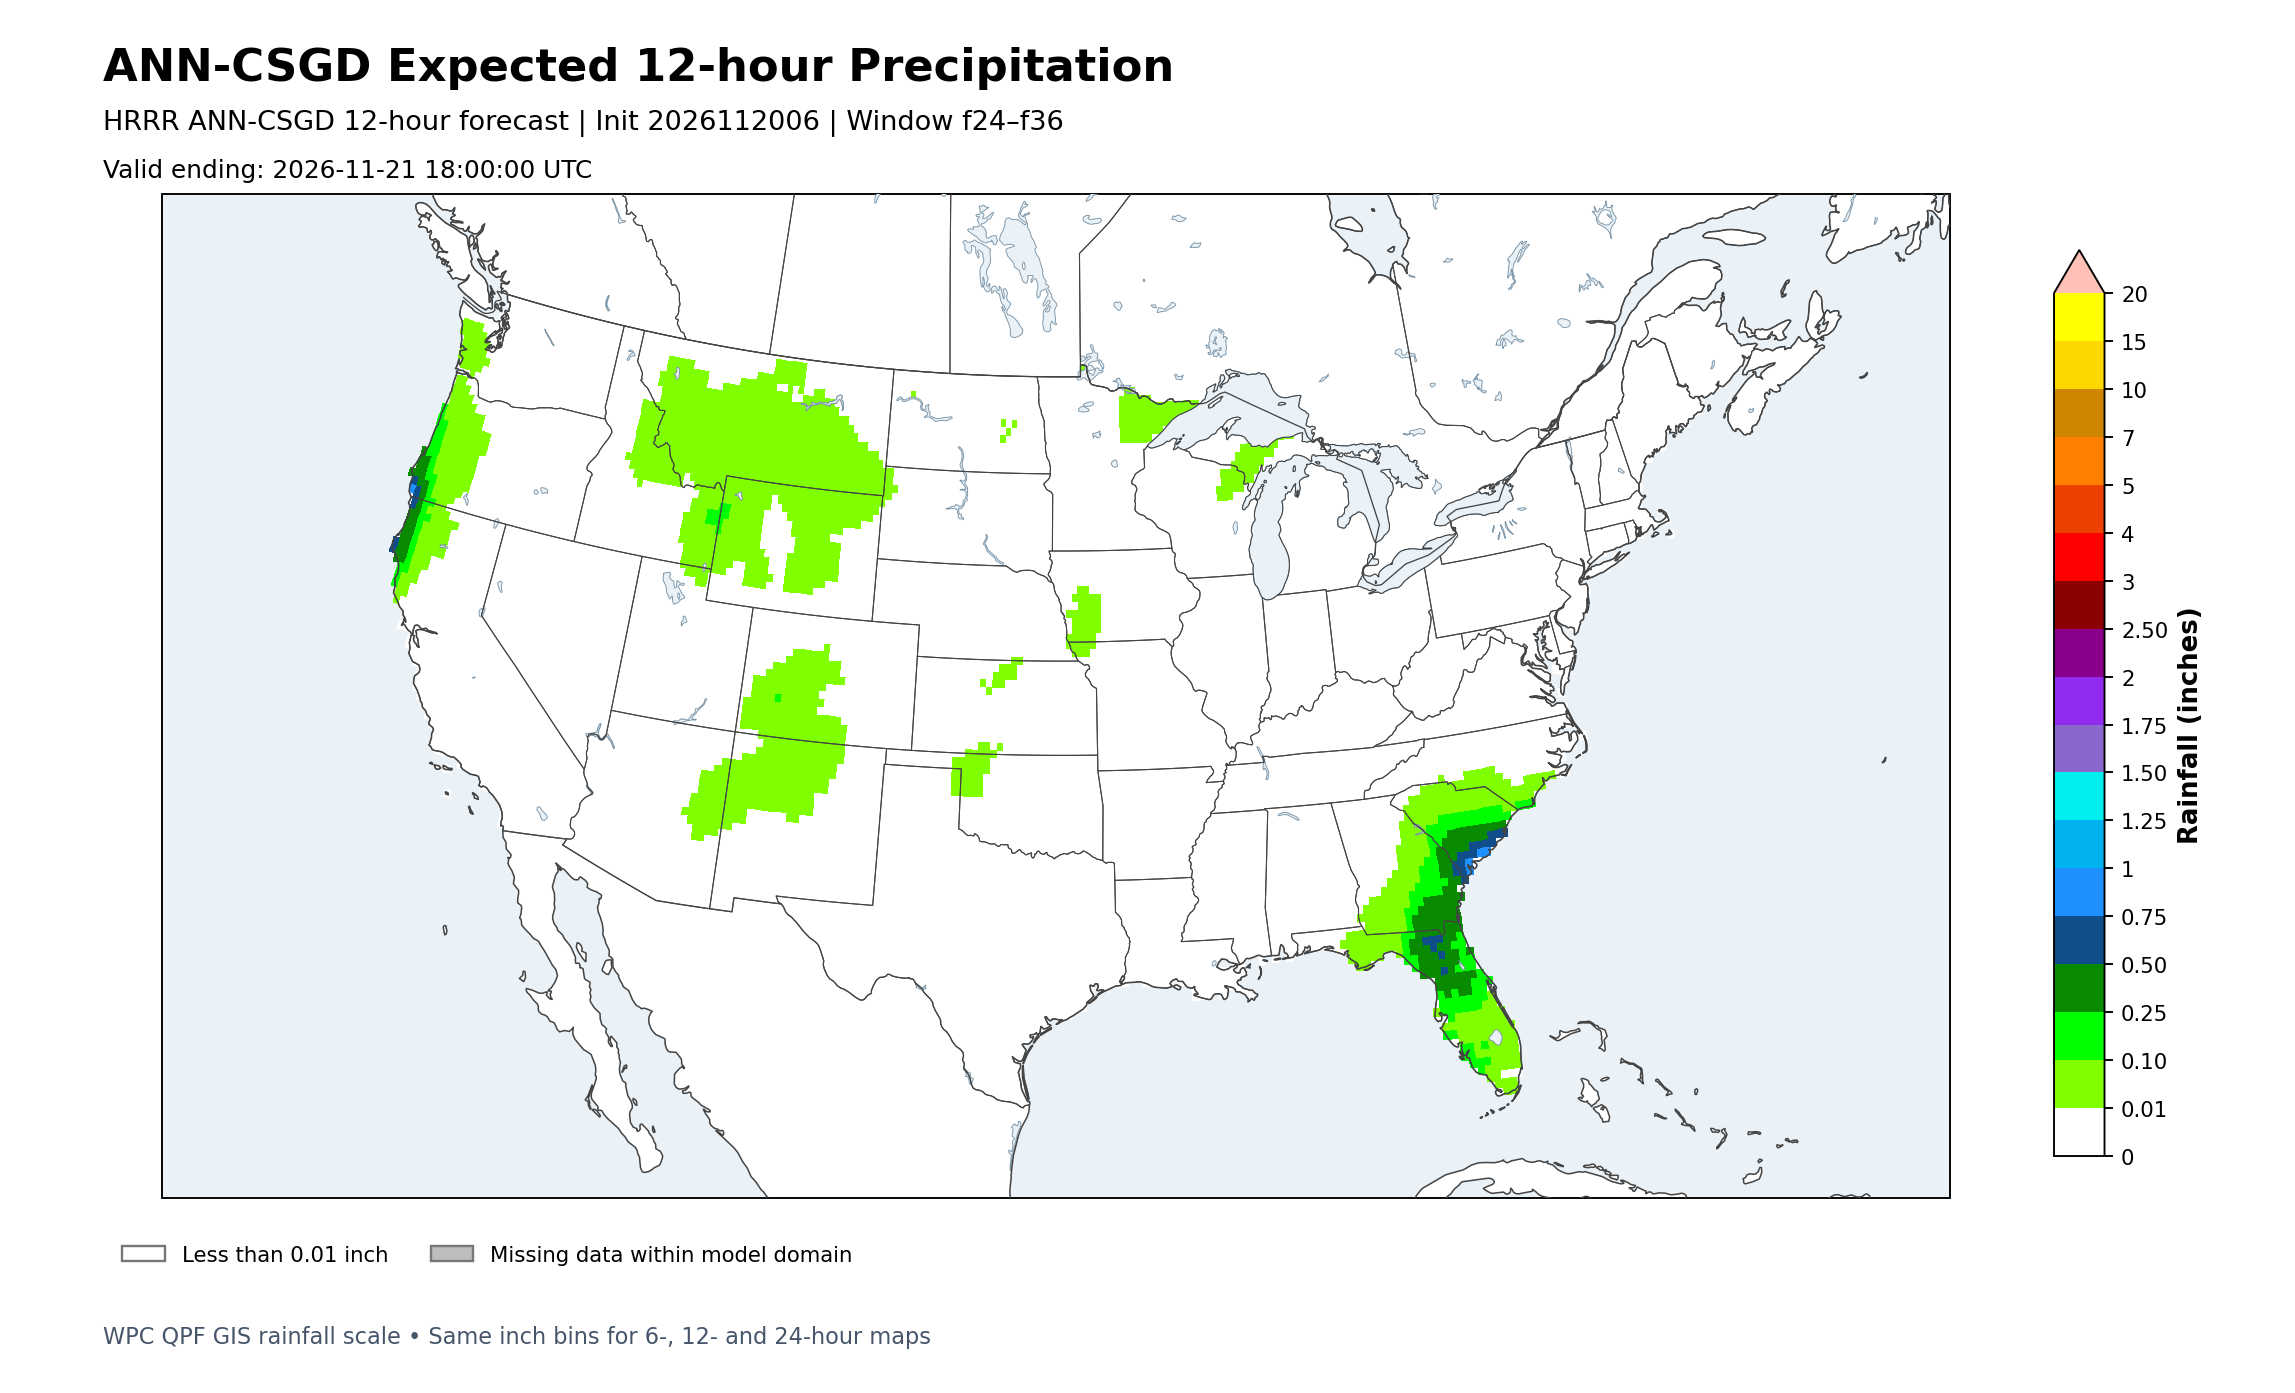 ANN-CSGD Expected 12-hour Precipitation
HRRR ANN-CSGD 12-hour forecast | Init 2026112006 | Window f24–f36
Valid ending: 2026-11-21 18:00:00 UTC
20
15
10
7
5
4
3
2.50
2
1.75
1.50
1.25
1
0.75
0.50
0.25
0.10
0.01
0
Rainfall (inches)
Less than 0.01 inch
Missing data within model domain
WPC QPF GIS rainfall scale • Same inch bins for 6-, 12- and 24-hour maps